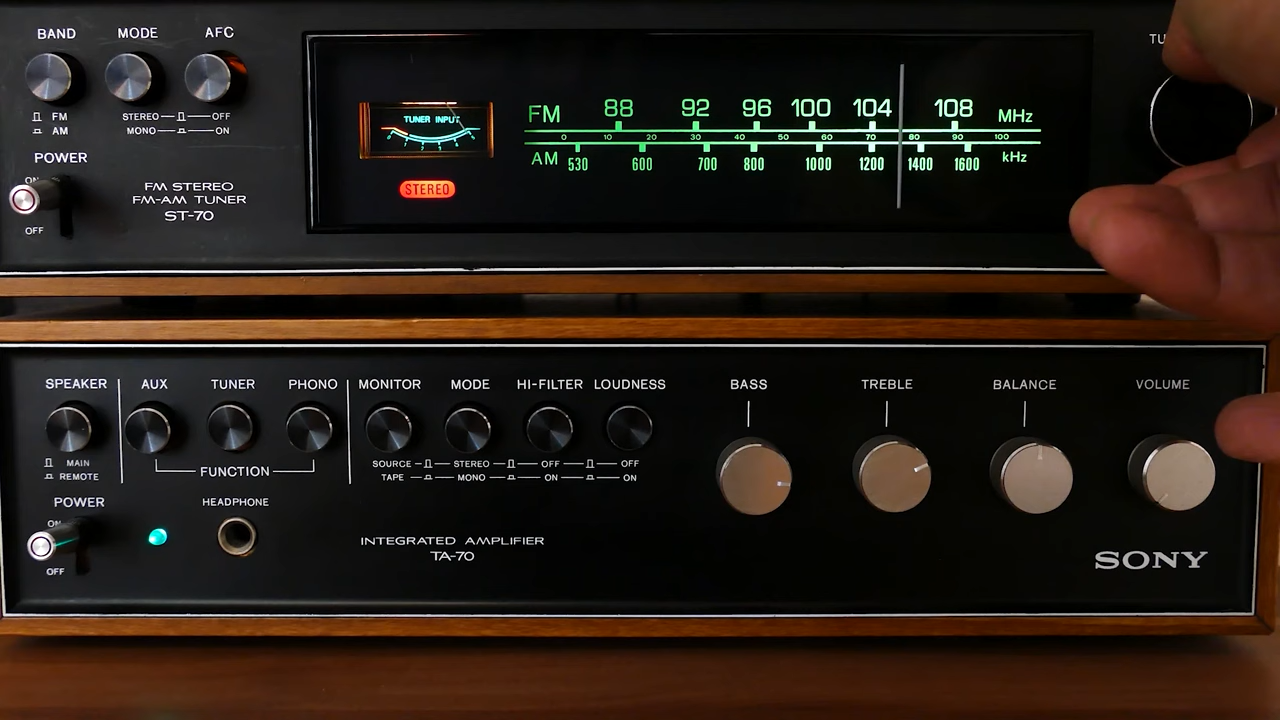 BAND MODE AFC
FM STEREO OFF
AM MONO ON
POWER
ON
OFF
FM STEREO
FM-AM TUNER
ST-70
TUNER INPUT
STEREO
FM 88 92 96 100 104 108 MHz
0 10 20 30 40 50 60 70 80 90 100
AM 530 600 700 800 1000 1200 1400 1600 kHz
SPEAKER AUX TUNER PHONO MONITOR MODE HI-FILTER LOUDNESS BASS TREBLE BALANCE VOLUME
MAIN
REMOTE
FUNCTION
SOURCE STEREO OFF OFF
TAPE MONO ON ON
POWER
ON
OFF
HEADPHONE
INTEGRATED AMPLIFIER
TA-70
SONY